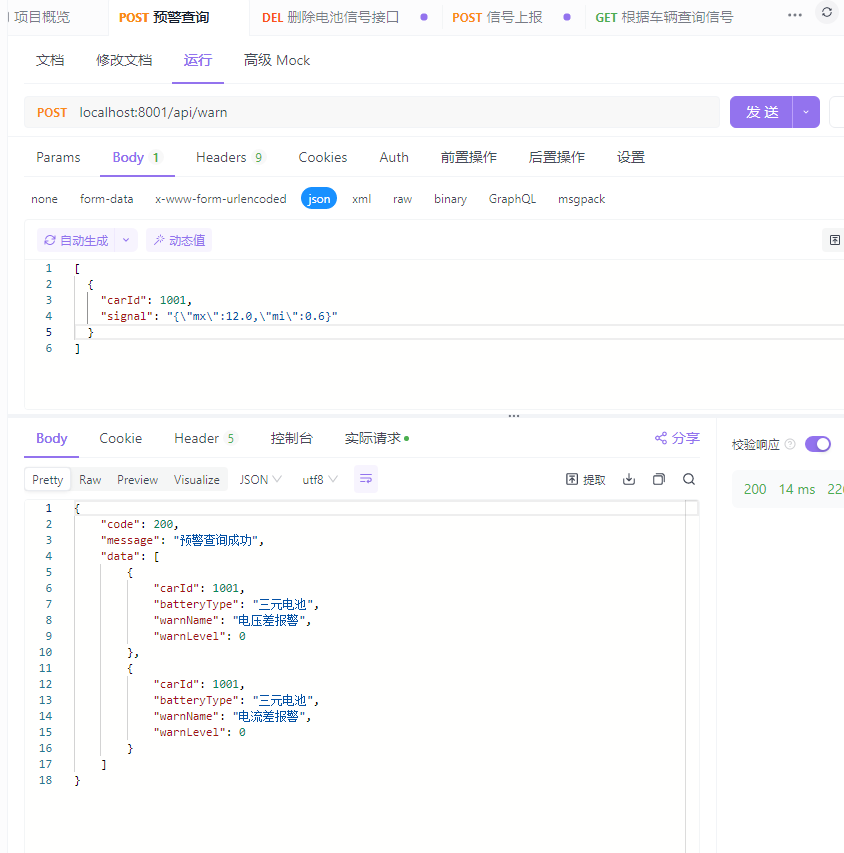 项目概览 POST 预警查询 DEL 删除电池信号接口 POST 信号上报 GET 根据车辆查询信号
文档 修改文档 运行 高级 Mock
POST localhost:8001/api/warn 发 送
Params Body 1 Headers 9 Cookies Auth 前置操作 后置操作 设置
none form-data x-www-form-urlencoded json xml raw binary GraphQL msgpack
自动生成 动态值
1 [
2 {
3 "carId": 1001,
4 "signal": "{\"mx\":12.0,\"mi\":0.6}"
5 }
6 ]
Body Cookie Header 5 控制台 实际请求 分享 校验响应
Pretty Raw Preview Visualize JSON utf8 提取
200 14 ms 220
1 {
2 "code": 200,
3 "message": "预警查询成功",
4 "data": [
5 {
6 "carId": 1001,
7 "batteryType": "三元电池",
8 "warnName": "电压差报警",
9 "warnLevel": 0
10 },
11 {
12 "carId": 1001,
13 "batteryType": "三元电池",
14 "warnName": "电流差报警",
15 "warnLevel": 0
16 }
17 ]
18 }